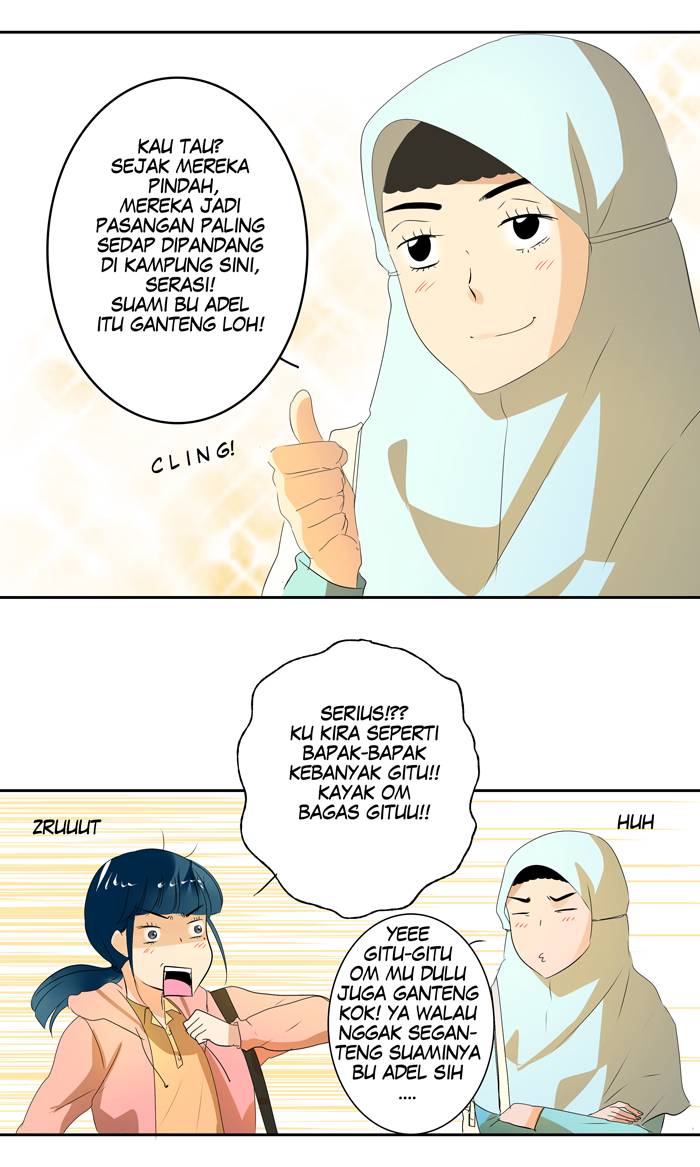 KAU TAU?
SEJAK MEREKA
PINDAH,
MEREKA JADI
PASANGAN PALING
SEDAP DIPANDANG
DI KAMPUNG SINI,
SERASI!
SUAMI BU ADEL
ITU GANTENG LOH!
CLING!
SERIUS!??
KU KIRA SEPERTI
BAPAK-BAPAK
KEBANYAK GITU!!
KAYAK OM
BAGAS GITUU!!
ZRUUUT
HUH
YEEE
GITU-GITU
OM MU DULU
JUGA GANTENG
KOK! YA WALAU
NGGAK SEGAN-
TENG SUAMINYA
BU ADEL SIH
....